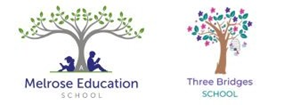 Melrose Education
SCHOOL
Three Bridges
SCHOOL